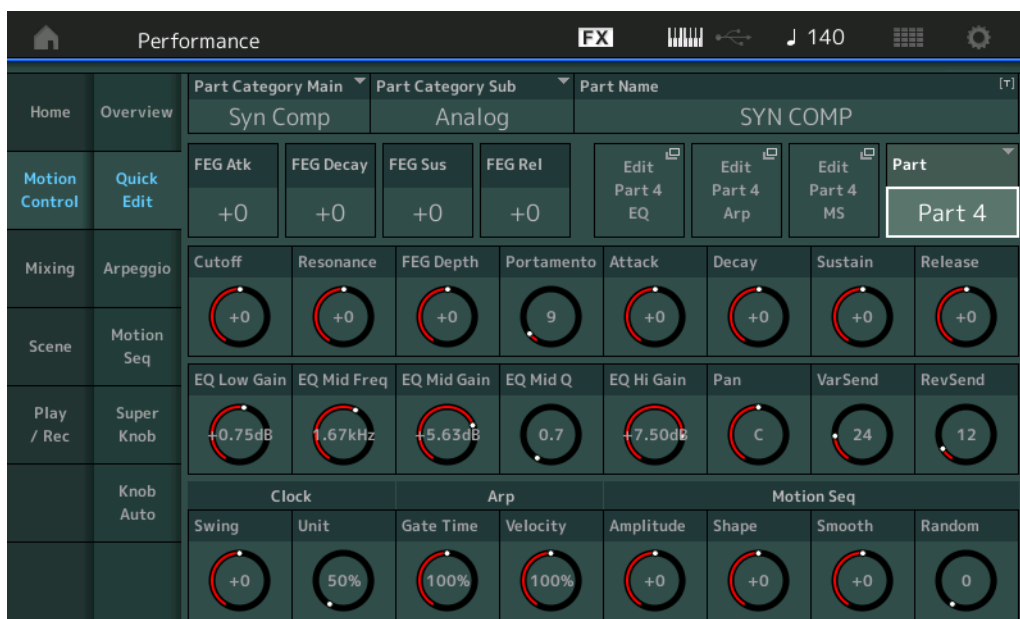 Performance FX 140
Part Category Main Part Category Sub Part Name [T]
Home Overview Syn Comp Analog SYN COMP
FEG Atk FEG Decay FEG Sus FEG Rel Edit Edit Edit Part
Motion Quick Part 4 Part 4 Part 4
Control Edit +0 +0 +0 +0 EQ Arp MS Part 4
Mixing Arpeggio Cutoff Resonance FEG Depth Portamento Attack Decay Sustain Release
+0 +0 +0 9 +0 +0 +0 +0
Scene Motion
Seq
EQ Low Gain EQ Mid Freq EQ Mid Gain EQ Mid Q EQ Hi Gain Pan VarSend RevSend
Play Super
/ Rec Knob +0.75dB 1.67kHz +5.63dB 0.7 +7.50dB C 24 12
Knob Clock Arp Motion Seq
Auto
Swing Unit Gate Time Velocity Amplitude Shape Smooth Random
+0 50% 100% 100% +0 +0 +0 0